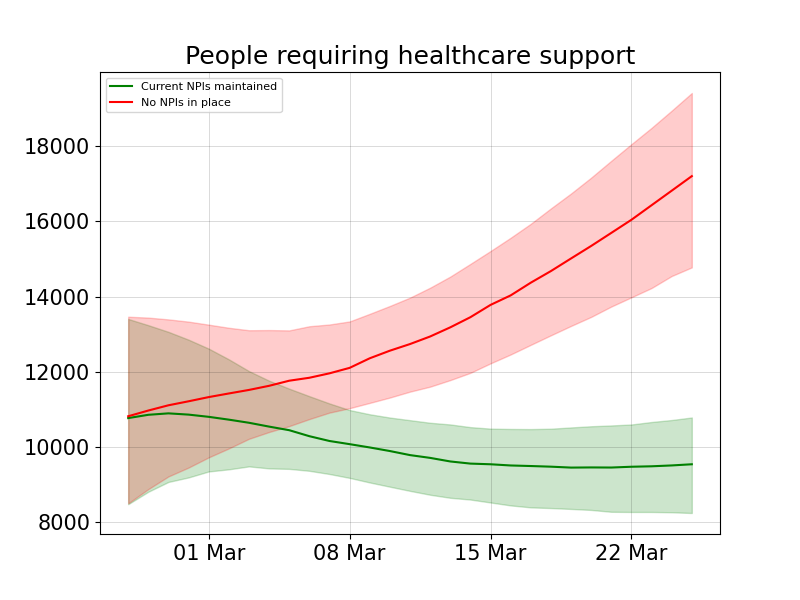 People requiring healthcare support
Current NPIs maintained
No NPIs in place
18000
16000
14000
12000
10000
8000
01 Mar
08 Mar
15 Mar
22 Mar